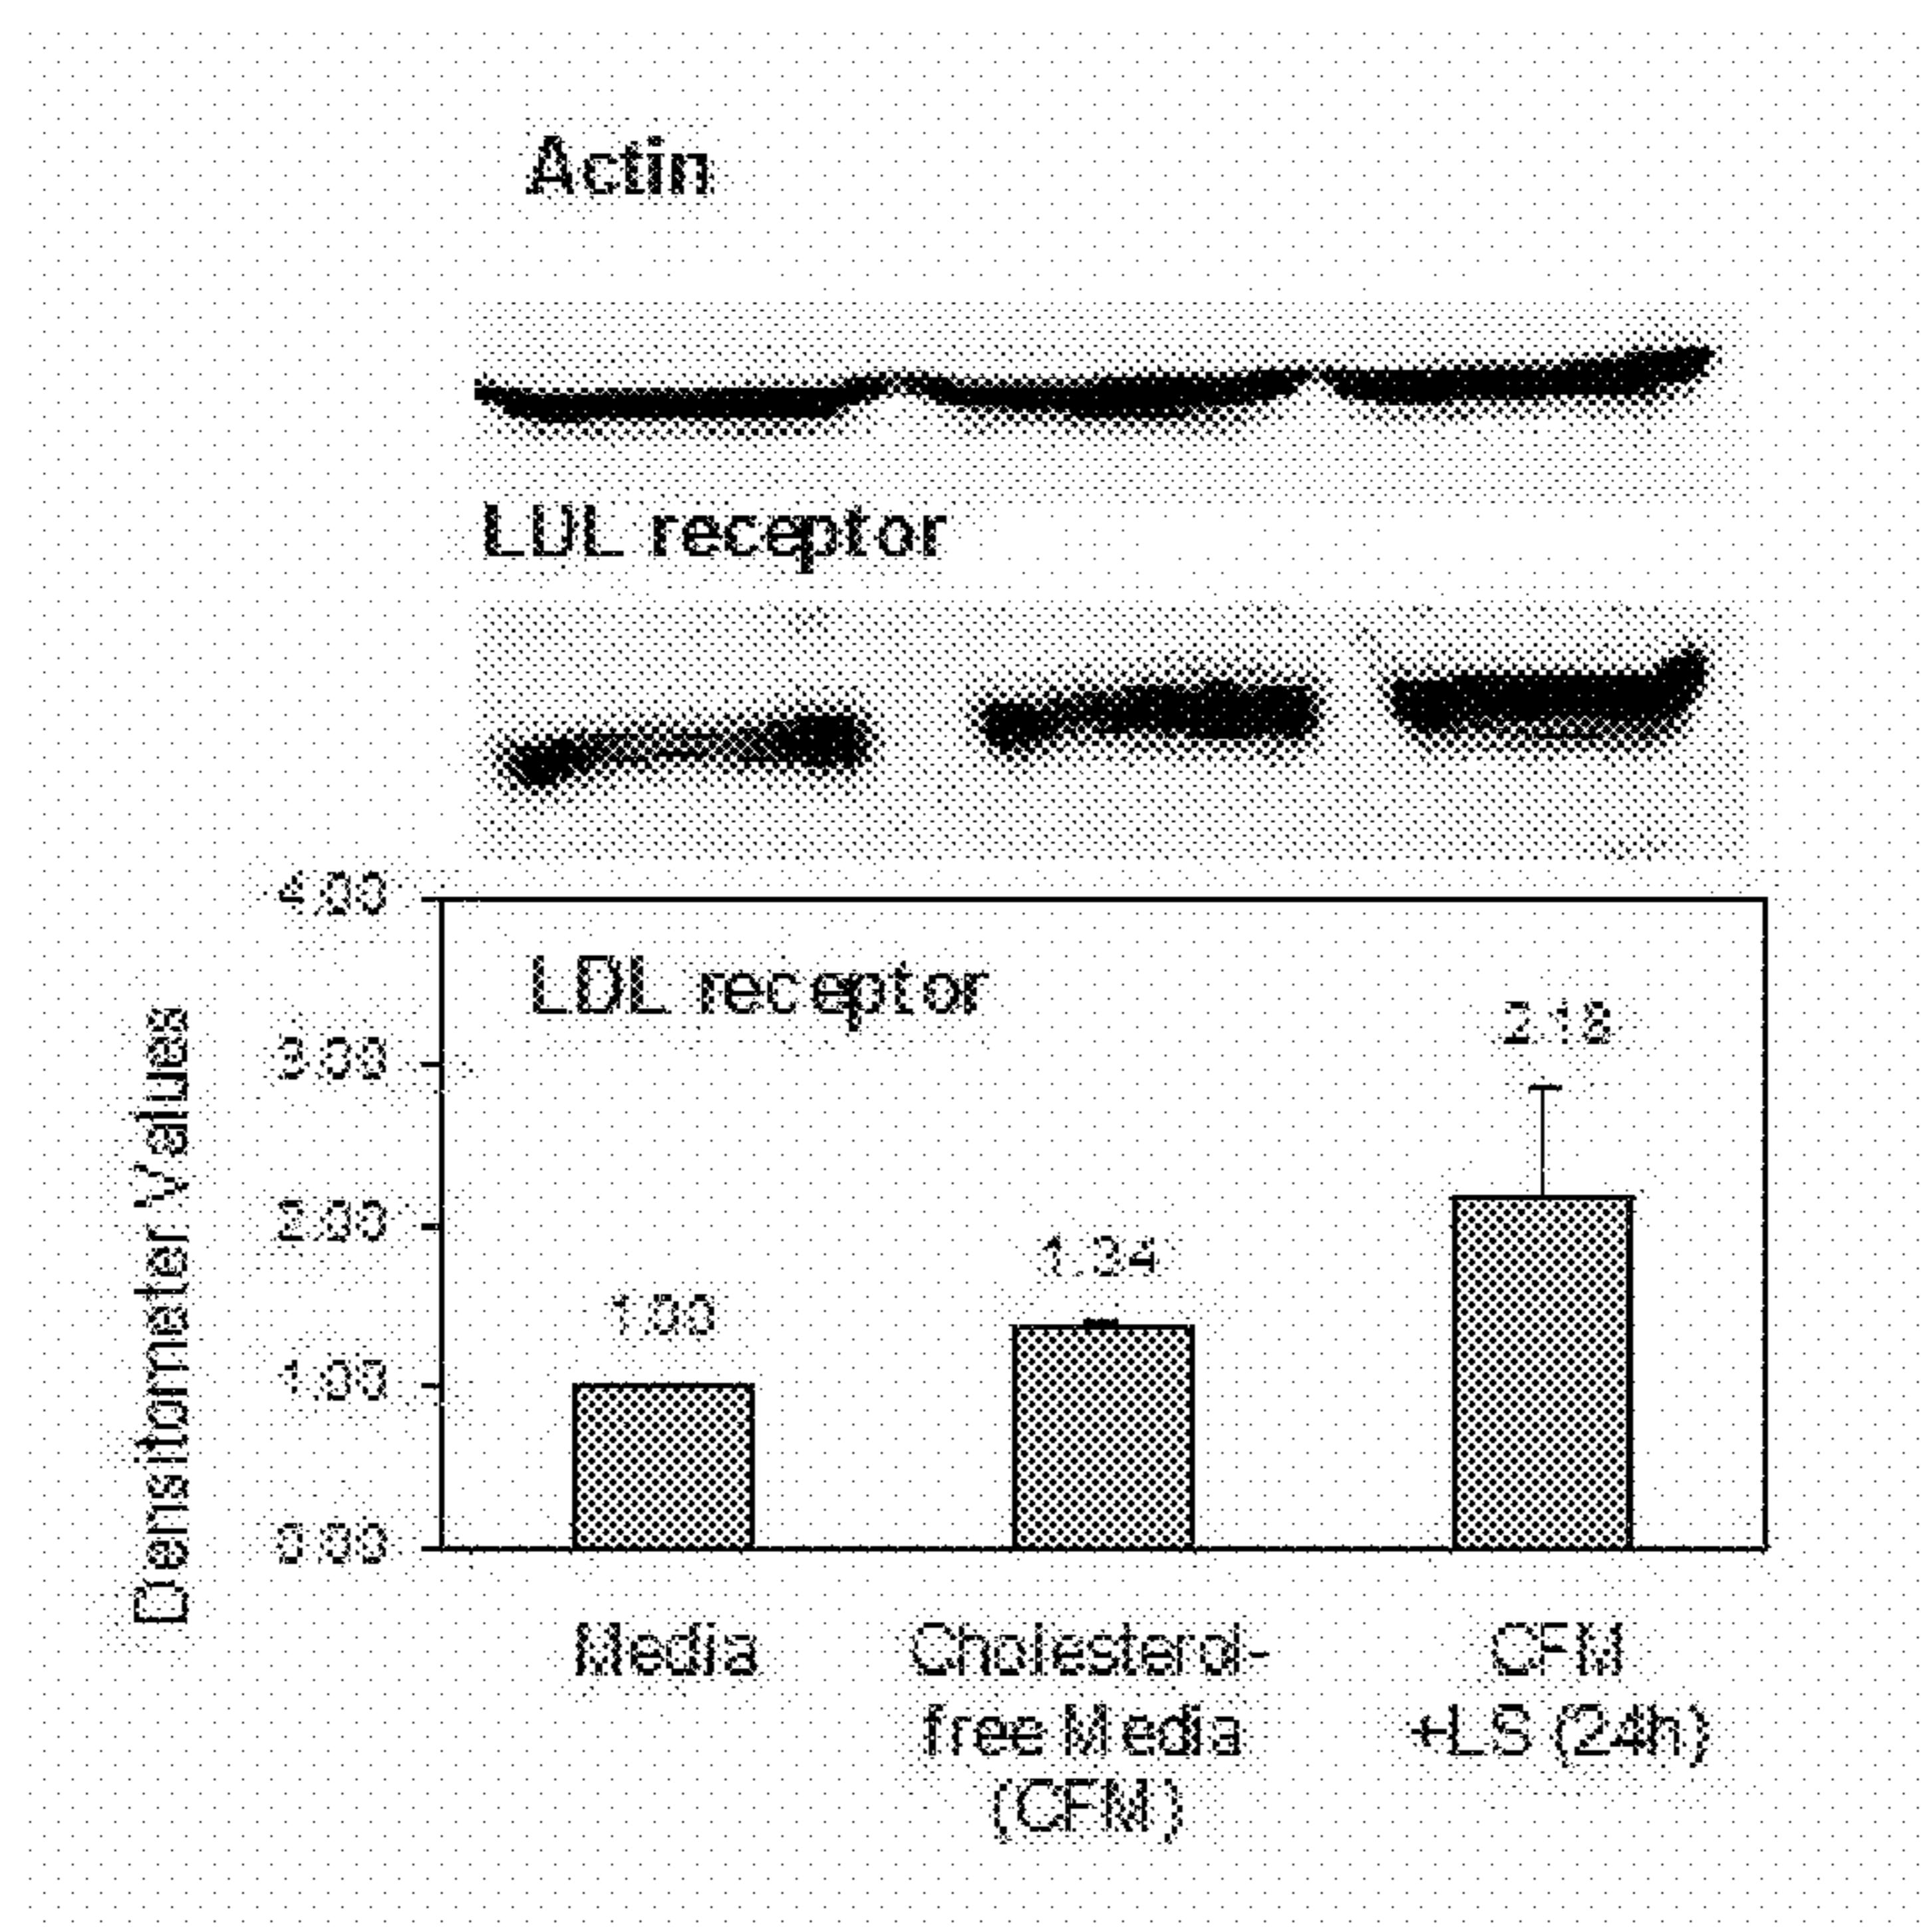 Actin
LUL receptor
4.00
LDL receptor
2.18
3.00
2.00
1.34
1.00
1.00
0.00
Densitometer Values
Media
Cholesterol-
free Media
(CFM)
CFM
+LS (24h)